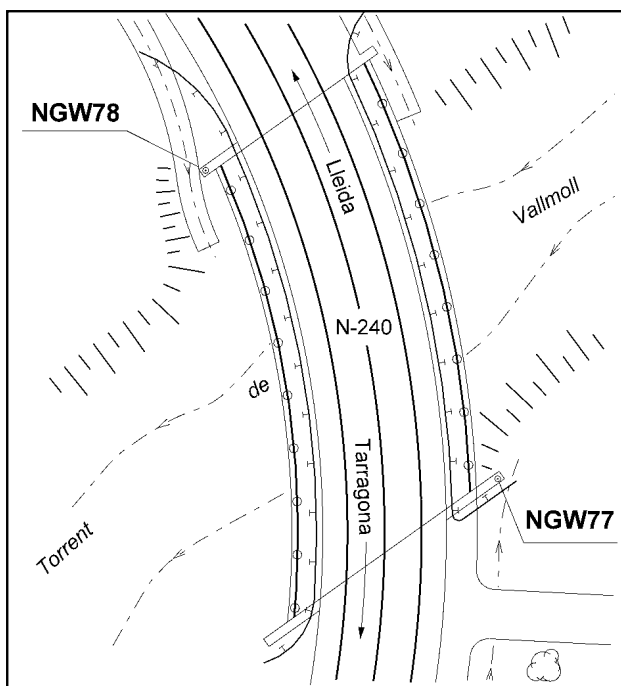 NGW78
Lleida
Vallmoll
N-240
de
Tarragona
Torrent
NGW77